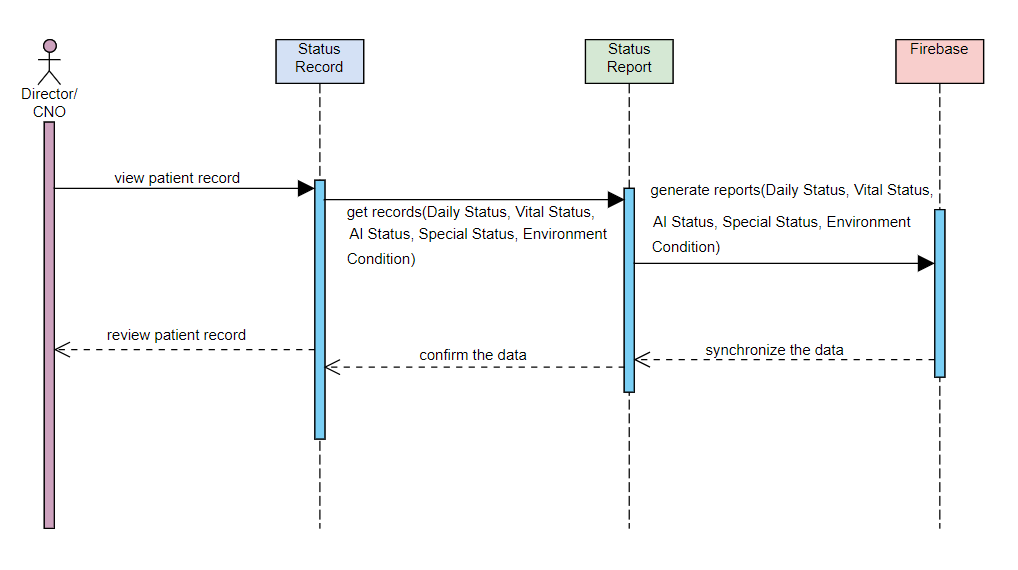 Status
Record
Status
Report
Firebase
Director/
CNO
view patient record
get records(Daily Status, Vital Status,
AI Status, Special Status, Environment
Condition)
generate reports(Daily Status, Vital Status,
AI Status, Special Status, Environment
Condition)
review patient record
confirm the data
synchronize the data